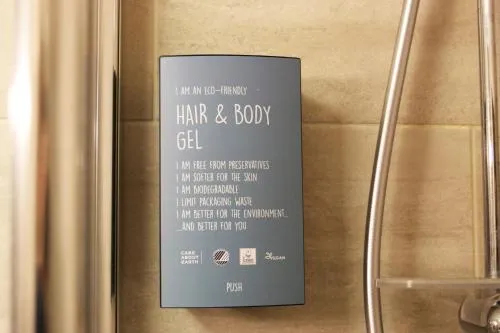 I AM AN ECO-FRIENDLY
HAIR & BODY
GEL
I AM FREE FROM PRESERVATIVES
I AM SOFTER FOR THE SKIN
I AM BIODEGRADABLE
I LIMIT PACKAGING WASTE
I AM BETTER FOR THE ENVIRONMENT...
...AND BETTER FOR YOU
CARE
ABOUT
EARTH
VEGAN
PUSH